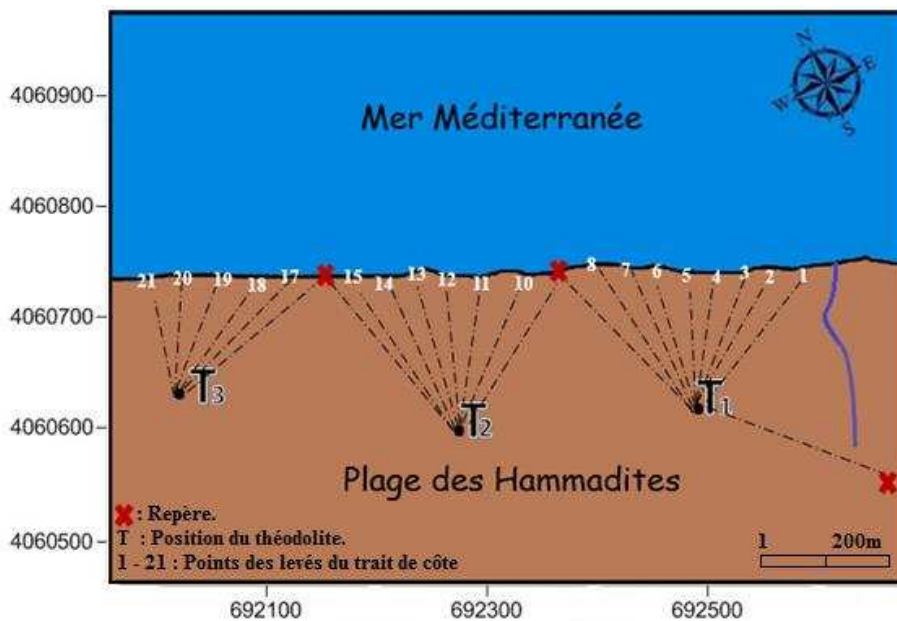 4060900
4060800
4060700
4060600
4060500
N
E
W
S
Mer Méditerranée
21 20 19 18 17 15 14 13 12 11 10 8 7 6 5 4 3 2 1
T3
T2
T1
Plage des Hammadites
: Repère.
T : Position du théodolite.
1 - 21 : Points des levés du trait de côte
1 200m
692100 692300 692500